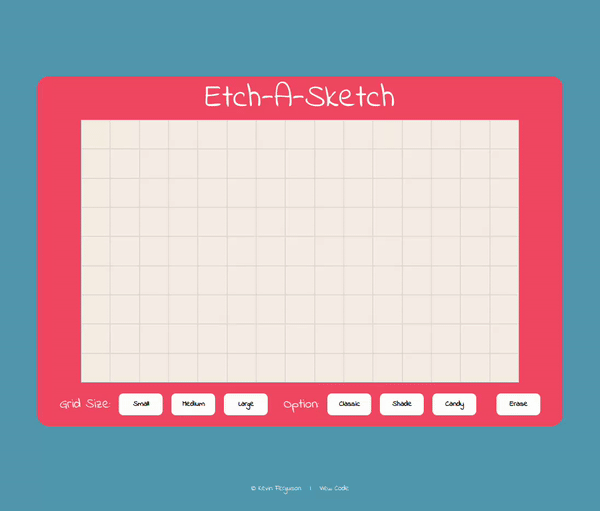 Etch-A-Sketch
Grid Size: Small Medium Large Option: Classic Shade Candy Erase
© Kevin Ferguson | View Code